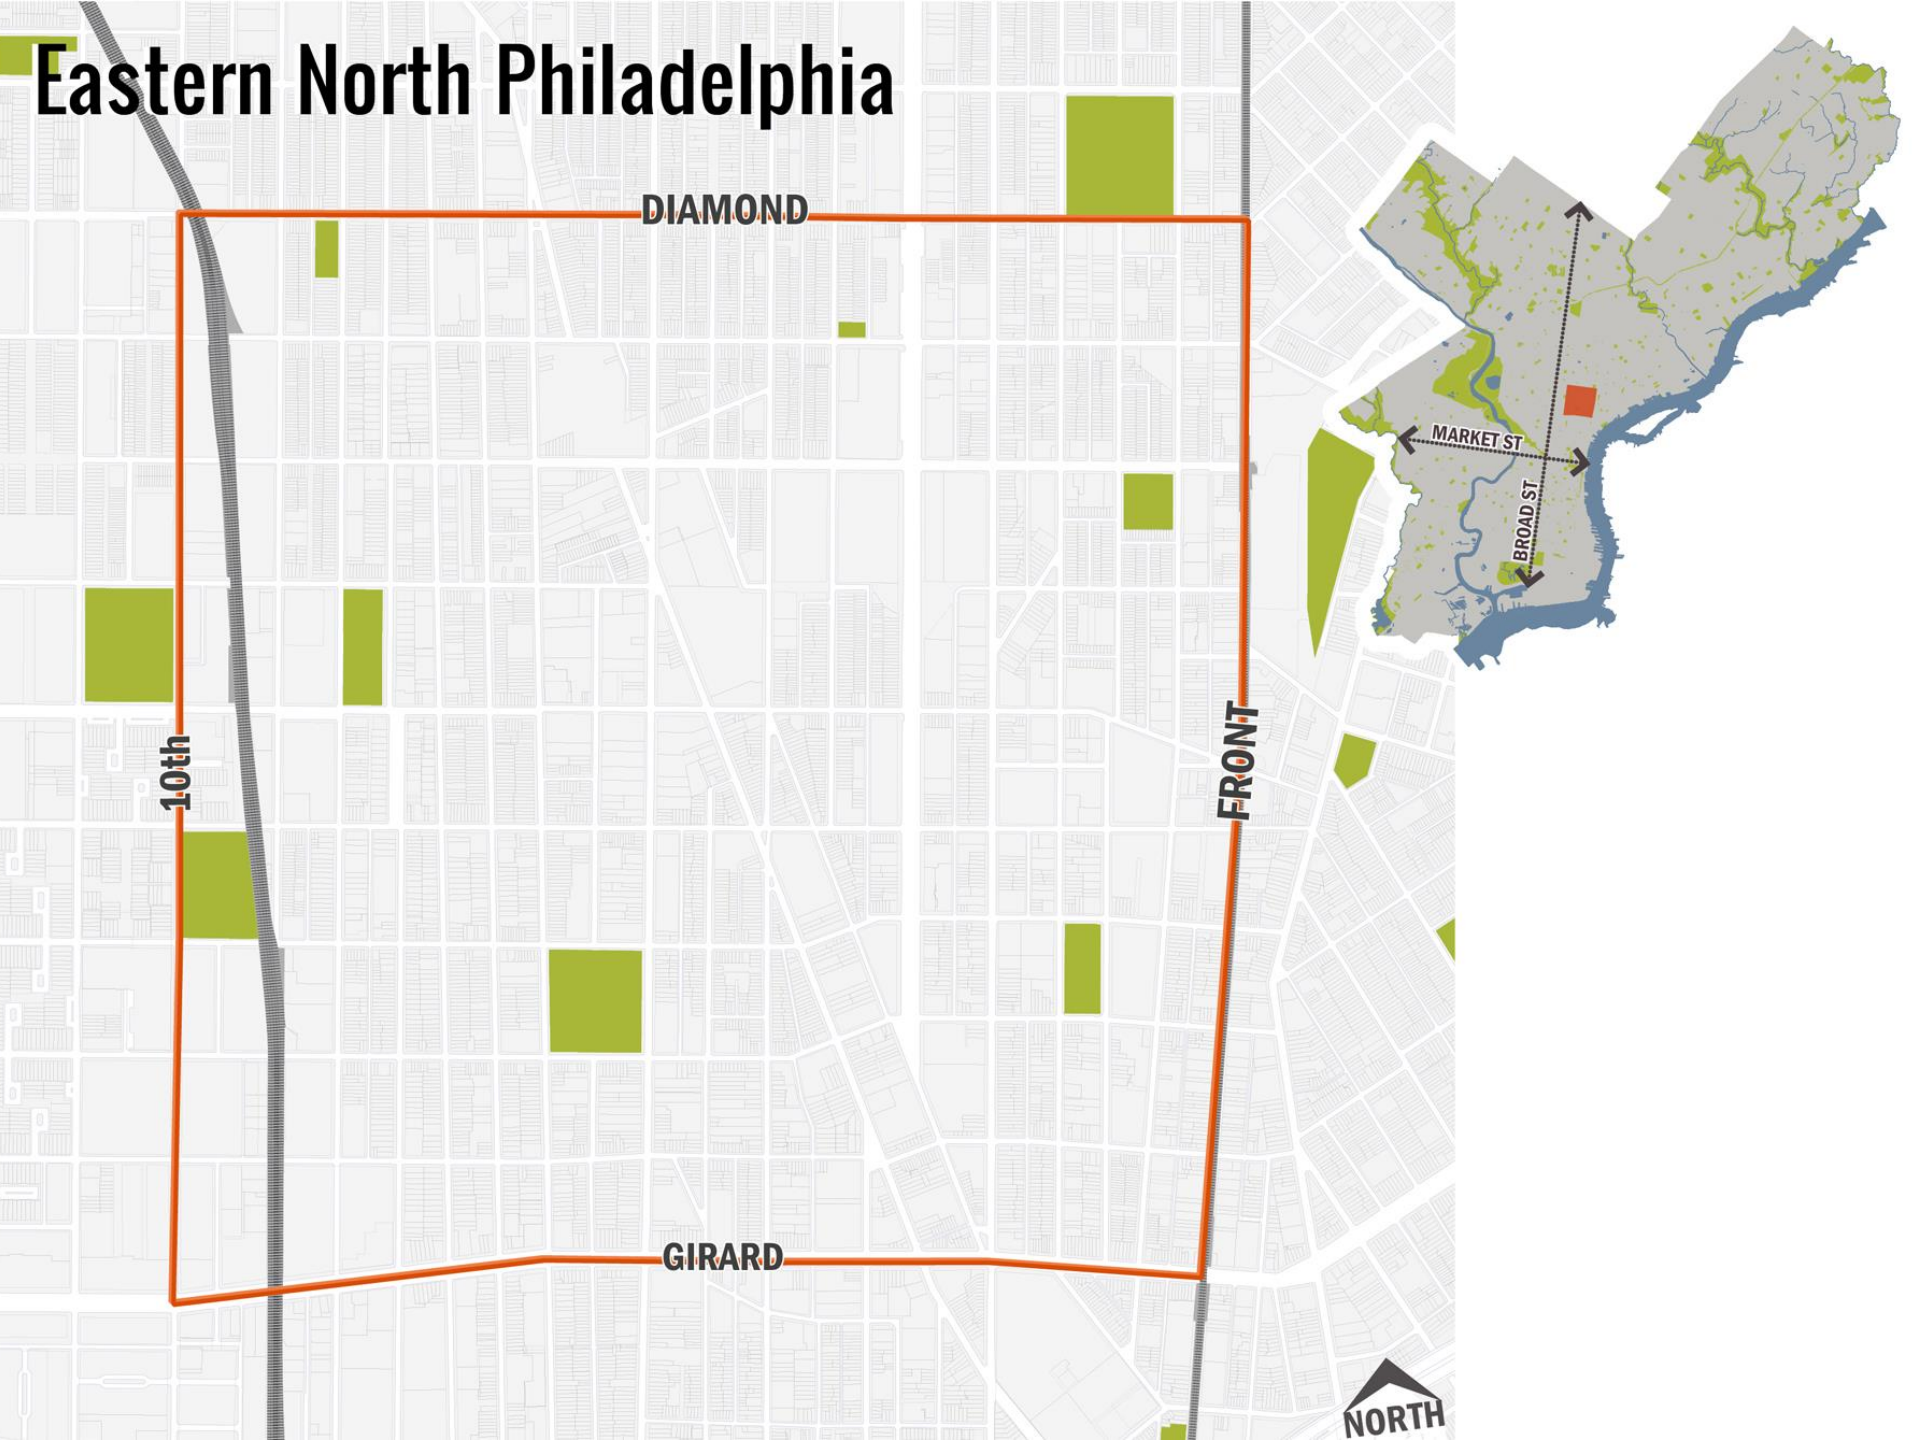 Eastern North Philadelphia
DIAMOND
MARKET ST
BROAD ST
10th
FRONT
GIRARD
NORTH